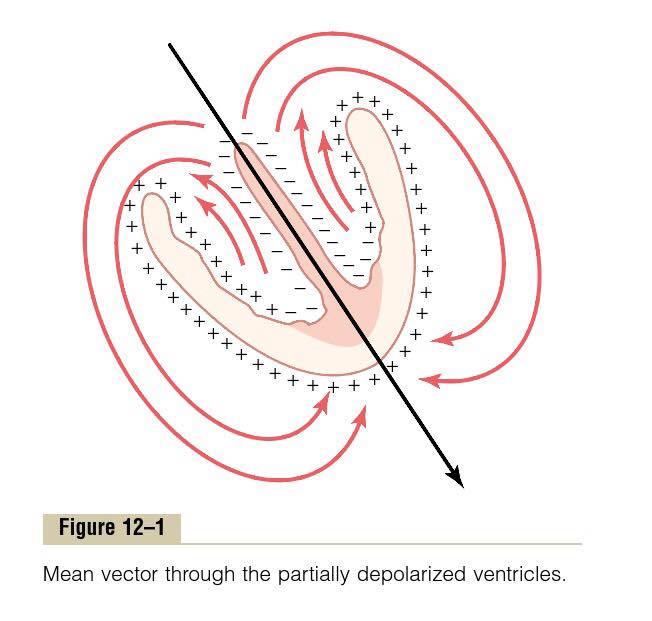 Figure 12–1
Mean vector through the partially depolarized ventricles.